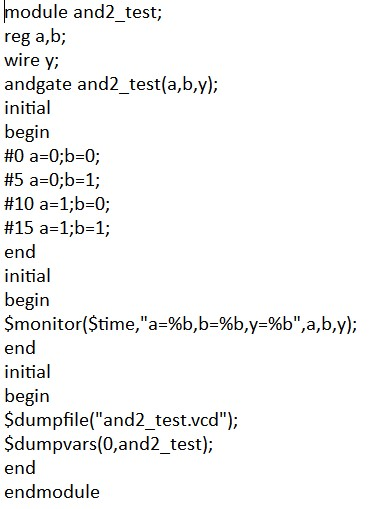 module and2_test;
reg a,b;
wire y;
andgate and2_test(a,b,y);
initial
begin
#0 a=0;b=0;
#5 a=0;b=1;
#10 a=1;b=0;
#15 a=1;b=1;
end
initial
begin
$monitor($time,"a=%b,b=%b,y=%b",a,b,y);
end
initial
begin
$dumpfile("and2_test.vcd");
$dumpvars(0,and2_test);
end
endmodule